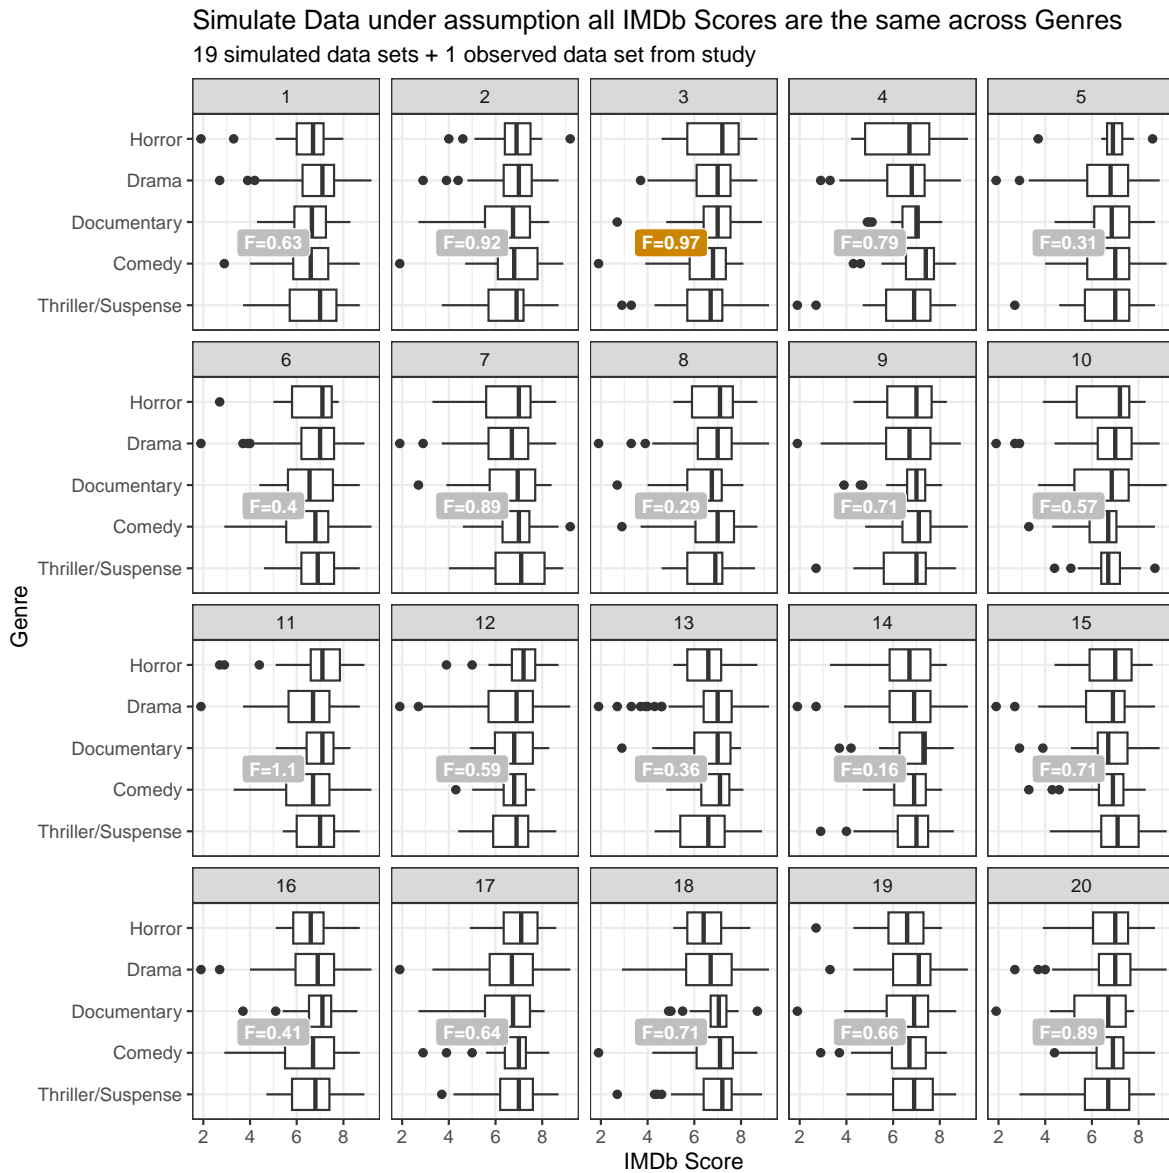 Simulate Data under assumption all IMDb Scores are the same across Genres
19 simulated data sets + 1 observed data set from study
1 2 3 4 5
Horror
Drama
Documentary
F=0.63 F=0.92 F=0.97 F=0.79 F=0.31
Comedy
Thriller/Suspense
6 7 8 9 10
Horror
Drama
Documentary
F=0.4 F=0.89 F=0.29 F=0.71 F=0.57
Comedy
Thriller/Suspense
Genre
11 12 13 14 15
Horror
Drama
Documentary
F=1.1 F=0.59 F=0.36 F=0.16 F=0.71
Comedy
Thriller/Suspense
16 17 18 19 20
Horror
Drama
Documentary
F=0.41 F=0.64 F=0.71 F=0.66 F=0.89
Comedy
Thriller/Suspense
2 4 6 8 2 4 6 8 2 4 6 8 2 4 6 8 2 4 6 8
IMDb Score